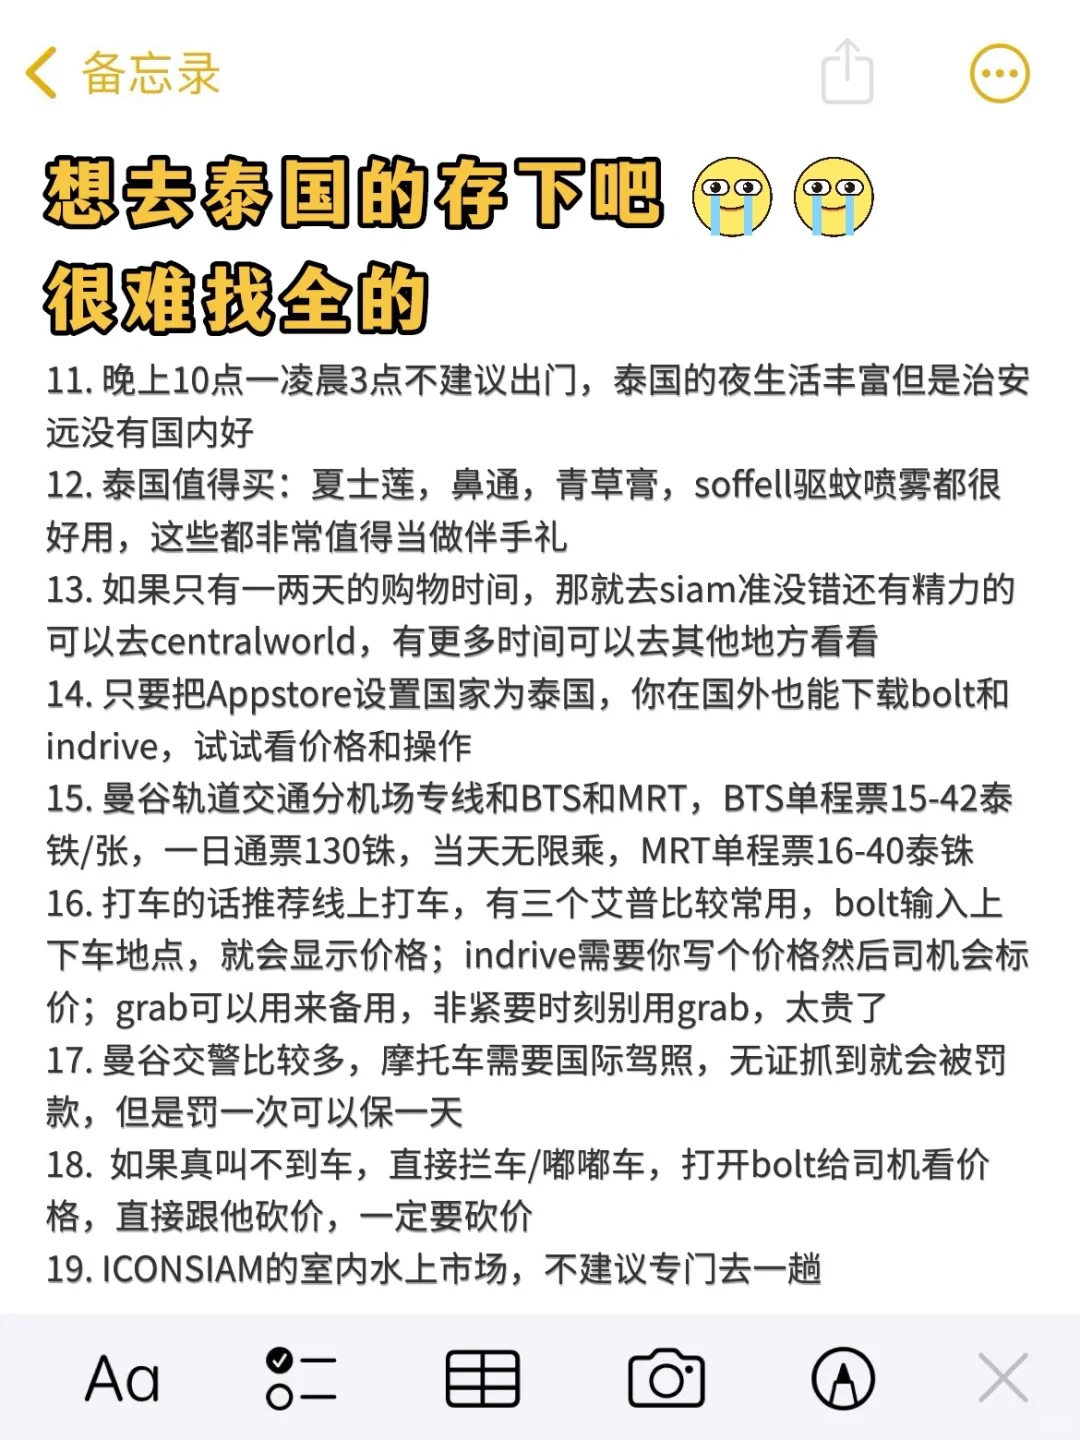 备忘录
想去泰国的存下吧
很难找全的
11. 晚上10点一凌晨3点不建议出门，泰国的夜生活丰富但是治安
远没有国内好
12. 泰国值得买：夏士莲，鼻通，青草膏，soffell驱蚊喷雾都很
好用，这些都非常值得当做伴手礼
13. 如果只有一两天的购物时间，那就去siam准没错还有精力的
可以去centralworld，有更多时间可以去其他地方看看
14. 只要把Appstore设置国家为泰国，你在国外也能下载bolt和
indrive，试试看价格和操作
15. 曼谷轨道交通分机场专线和BTS和MRT，BTS单程票15-42泰
铁/张，一日通票130铢，当天无限乘，MRT单程票16-40泰铢
16. 打车的话推荐线上打车，有三个艾普比较常用，bolt输入上
下车地点，就会显示价格；indrive需要你写个价格然后司机会标
价；grab可以用来备用，非紧要时刻别用grab，太贵了
17. 曼谷交警比较多，摩托车需要国际驾照，无证抓到就会被罚
款，但是罚一次可以保一天
18. 如果真叫不到车，直接拦车/嘟嘟车，打开bolt给司机看价
格，直接跟他砍价，一定要砍价
19. ICONSIAM的室内水上市场，不建议专门去一趟
Aa